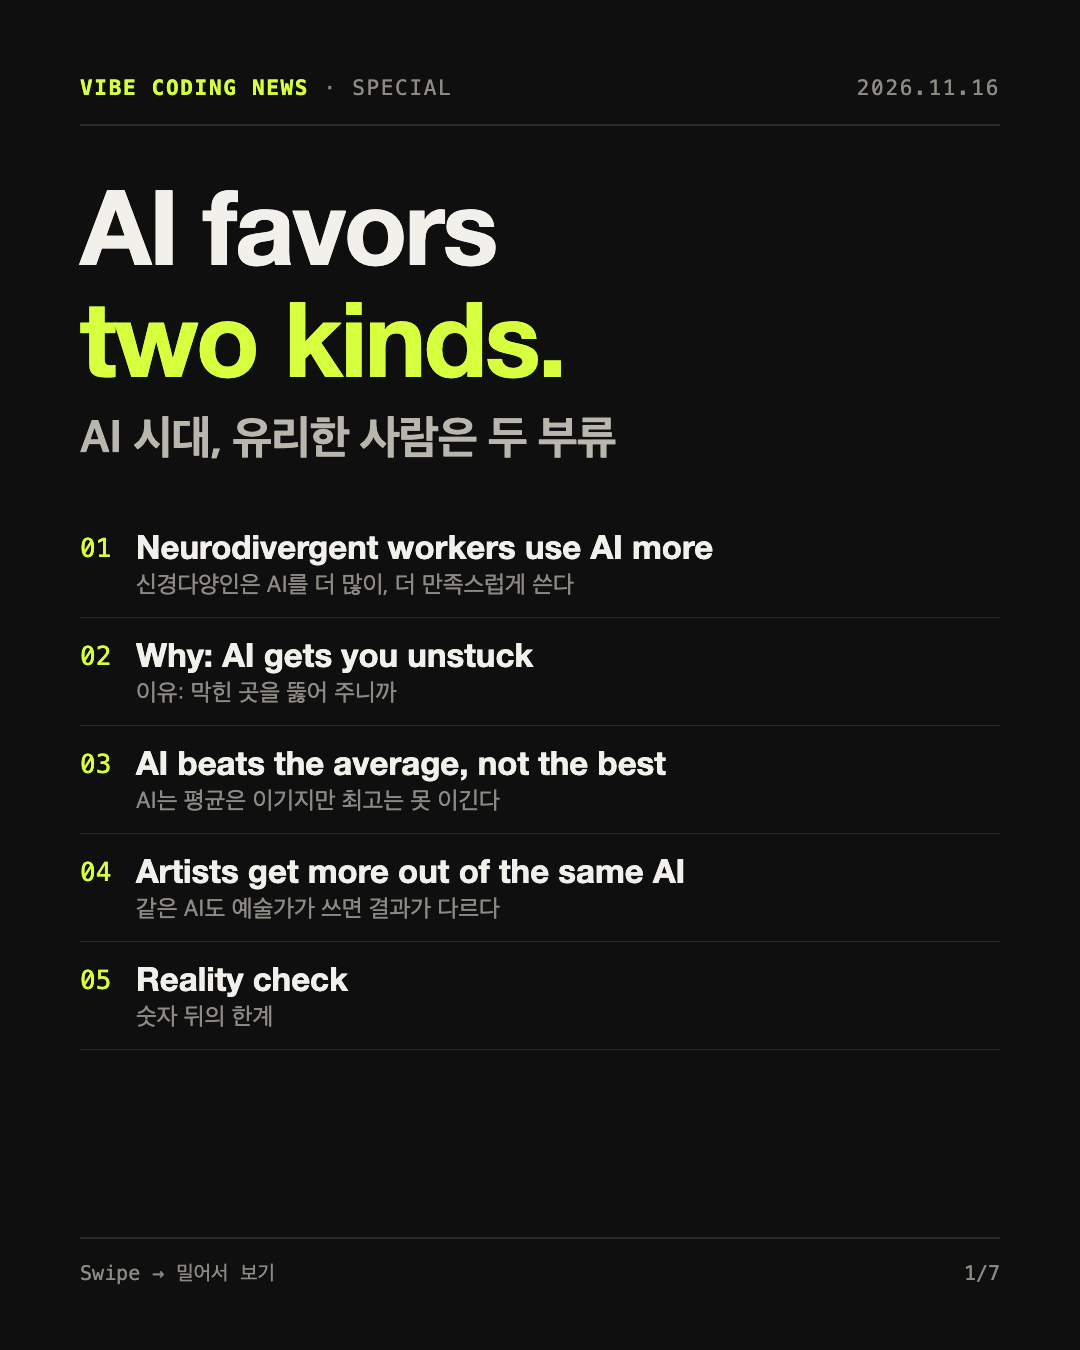 VIBE CODING NEWS · SPECIAL
2026.11.16
AI favors
two kinds.
AI 시대, 유리한 사람은 두 부류
01 Neurodivergent workers use AI more
신경다양인은 AI를 더 많이, 더 만족스럽게 쓴다
02 Why: AI gets you unstuck
이유: 막힌 곳을 뚫어 주니까
03 AI beats the average, not the best
AI는 평균은 이기지만 최고는 못 이긴다
04 Artists get more out of the same AI
같은 AI도 예술가가 쓰면 결과가 다르다
05 Reality check
숫자 뒤의 한계
Swipe → 밀어서 보기
1/7